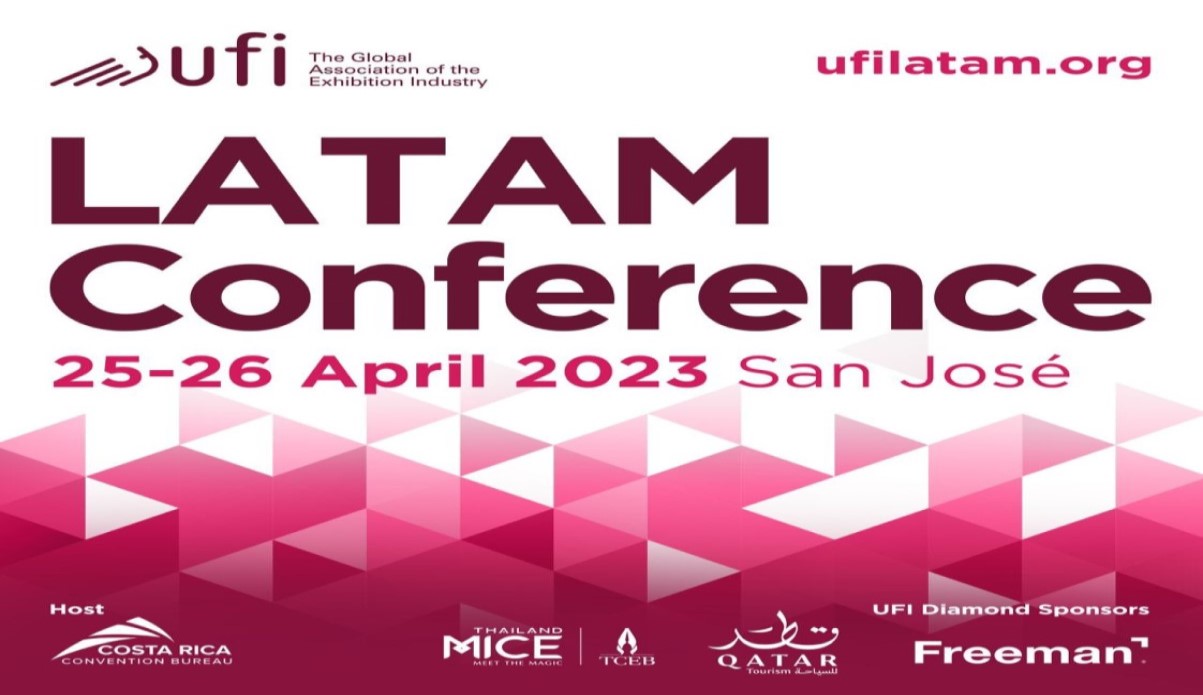 ufi
The Global
Association of the
Exhibition Industry
ufilatam.org
LATAM
Conference
25-26 April 2023 San José
Host
COSTA RICA
CONVENTION BUREAU
THAILAND
MICE
MEET THE MAGIC
TCEB
قطر
QATAR
Tourism للسياحة
UFI Diamond Sponsors
Freeman